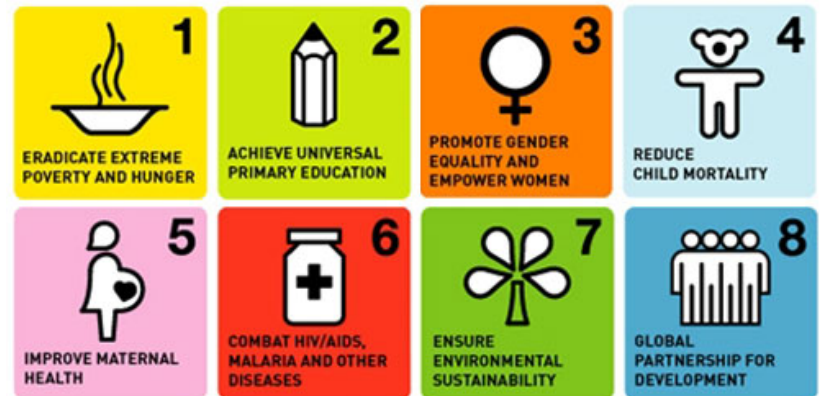 1
ERADICATE EXTREME
POVERTY AND HUNGER
2
ACHIEVE UNIVERSAL
PRIMARY EDUCATION
3
PROMOTE GENDER
EQUALITY AND
EMPOWER WOMEN
4
REDUCE
CHILD MORTALITY
5
IMPROVE MATERNAL
HEALTH
6
COMBAT HIV/AIDS,
MALARIA AND OTHER
DISEASES
7
ENSURE
ENVIRONMENTAL
SUSTAINABILITY
8
GLOBAL
PARTNERSHIP FOR
DEVELOPMENT